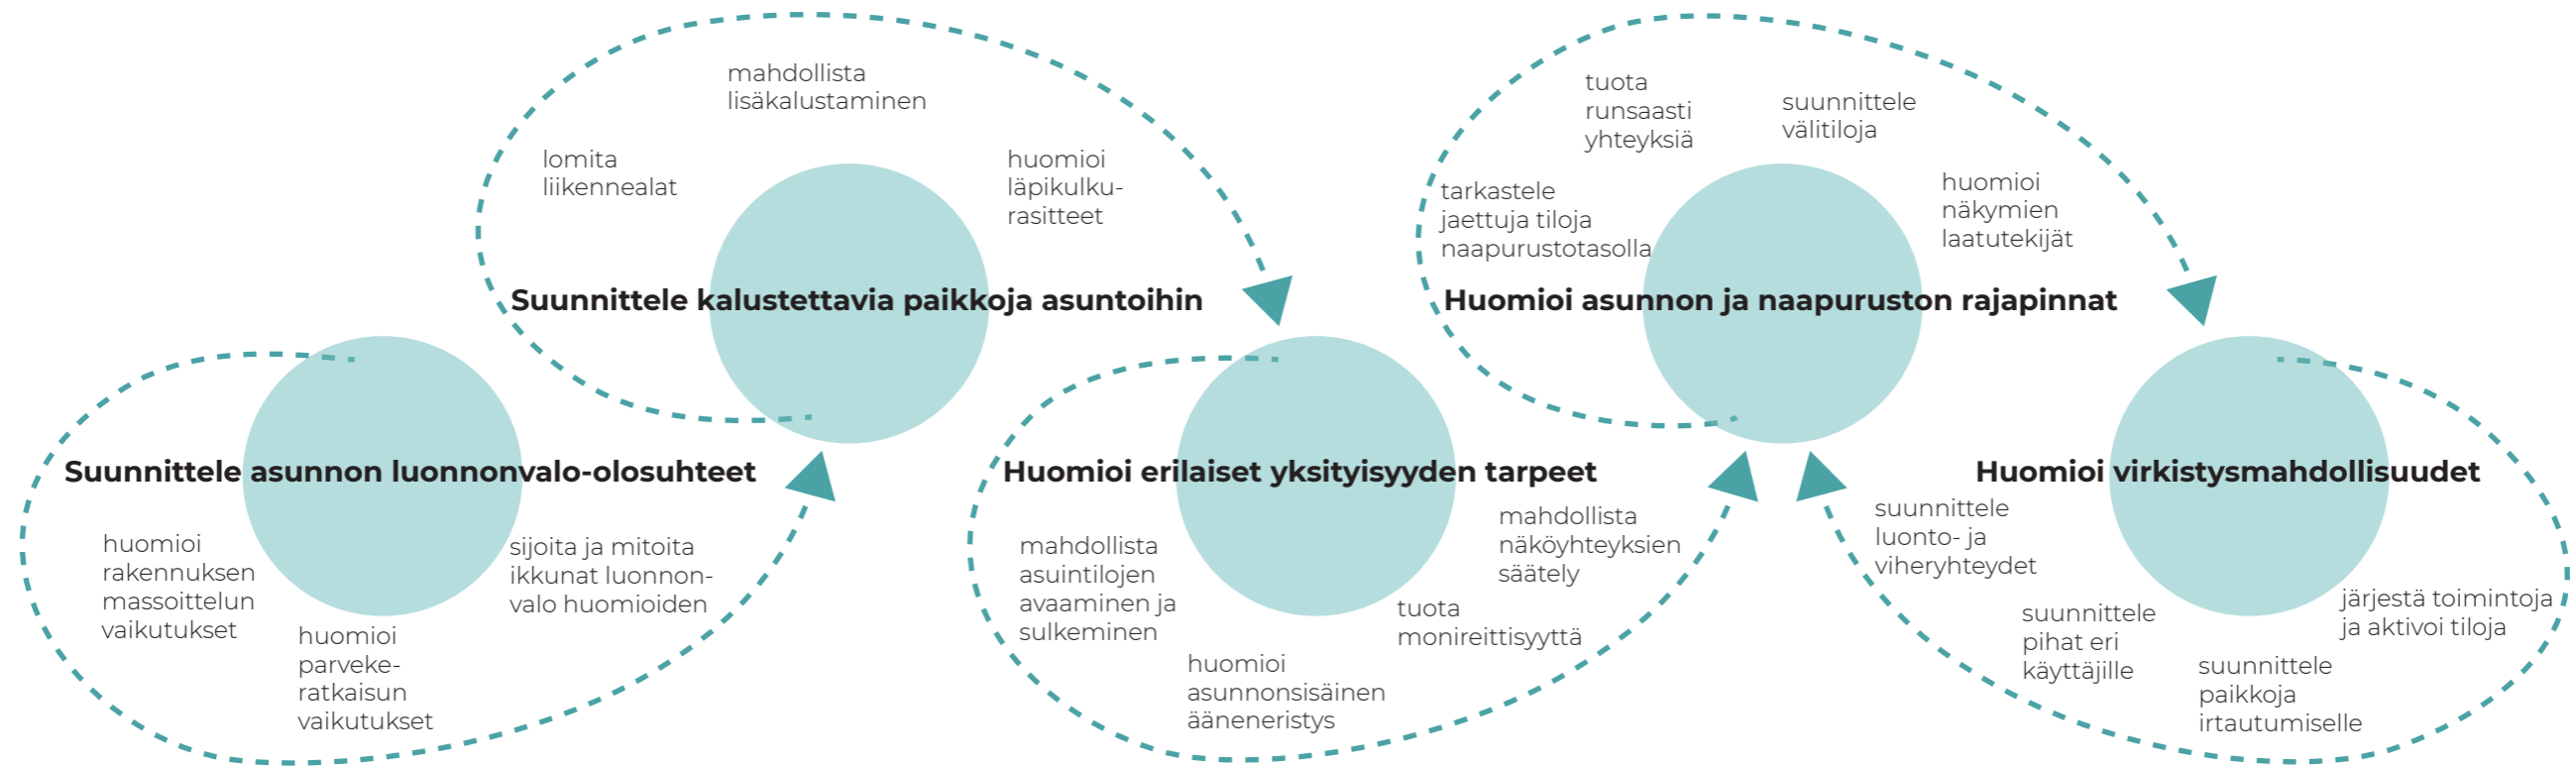 Suunnittele asunnon luonnonvalo-olosuhteet
huomioi
rakennuksen
massoittelun
vaikutukset
huomioi
parveke-
ratkaisun
vaikutukset
sijoita ja mitoita
ikkunat luonnon-
valo huomioiden
lomita
liikennealat
mahdollista
lisäkalustaminen
huomioi
läpikulku-
rasitteet
Suunnittele kalustettavia paikkoja asuntoihin
Huomioi erilaiset yksityisyyden tarpeet
mahdollista
asuintilojen
avaaminen ja
sulkeminen
huomioi
asunnonsisäinen
ääneneristys
tuota
monireittisyyttä
mahdollista
näköyhteyksien
säätely
tarkastele
jaettuja tiloja
naapurustotasolla
tuota
runsaasti
yhteyksiä
suunnittele
välitiloja
huomioi
näkymien
laatutekijät
Huomioi asunnon ja naapuruston rajapinnat
Huomioi virkistysmahdollisuudet
suunnittele
luonto- ja
viheryhteydet
suunnittele
pihat eri
käyttäjille
suunnittele
paikkoja
irtautumiselle
järjestä toimintoja
ja aktivoi tiloja